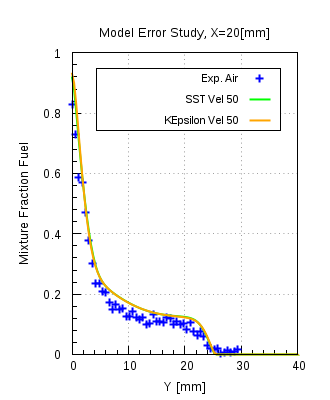 Model Error Study, X=20[mm]
Exp. Air
SST Vel 50
KEpsilon Vel 50
Mixture Fraction Fuel
1
0.8
0.6
0.4
0.2
0
0 10 20 30 40
Y [mm]